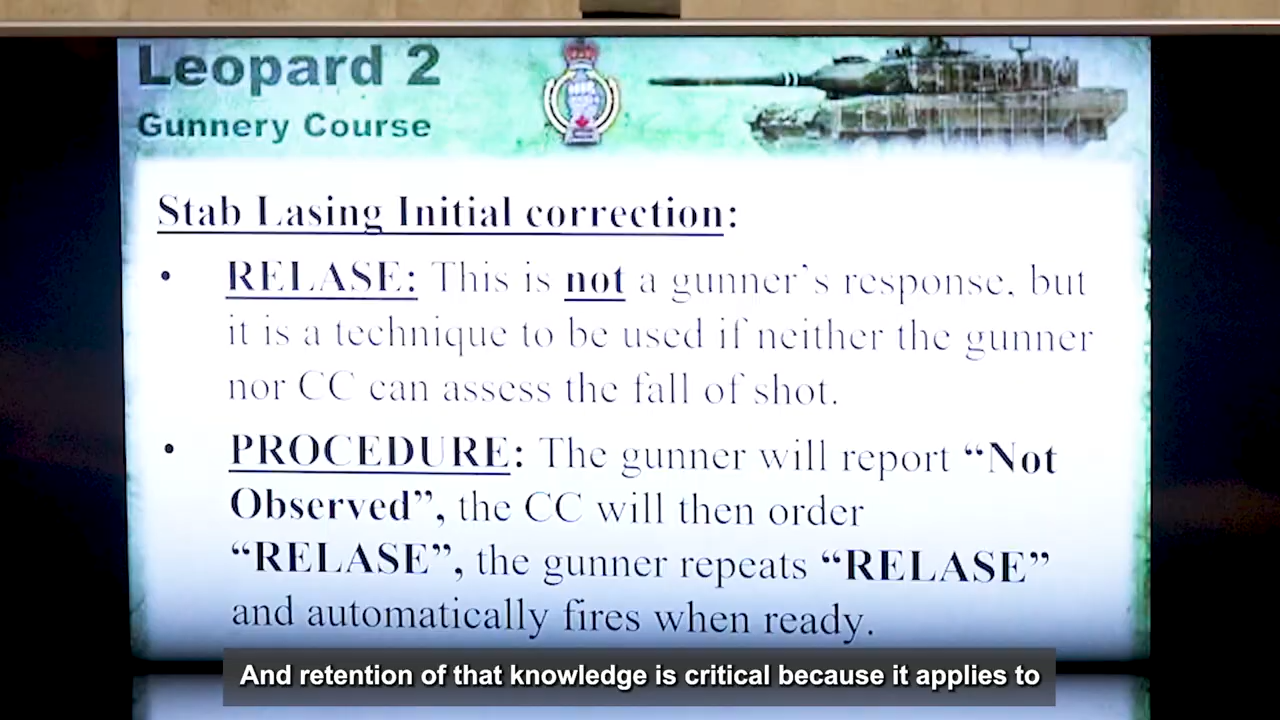 Leopard 2
Gunnery Course
Stab Lasing Initial correction:
• RELASE: This is not a gunner's response, but
it is a technique to be used if neither the gunner
nor CC can assess the fall of shot.
• PROCEDURE: The gunner will report “Not
Observed”, the CC will then order
“RELASE”, the gunner repeats “RELASE”
and automatically fires when ready.
And retention of that knowledge is critical because it applies to